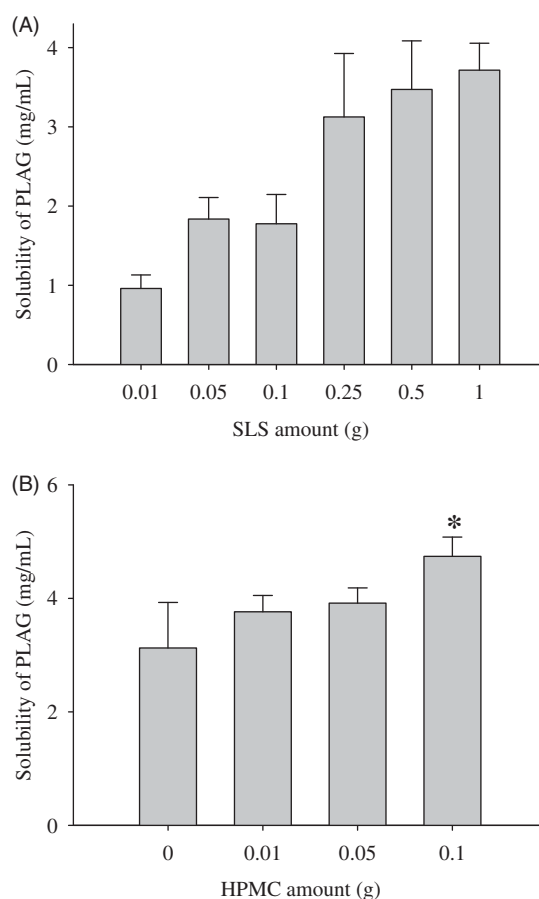 (A)
Solubility of PLAG (mg/mL)
4
3
2
1
0
0.01 0.05 0.1 0.25 0.5 1
SLS amount (g)
(B)
Solubility of PLAG (mg/mL)
6
4
2
0
*
0 0.01 0.05 0.1
HPMC amount (g)